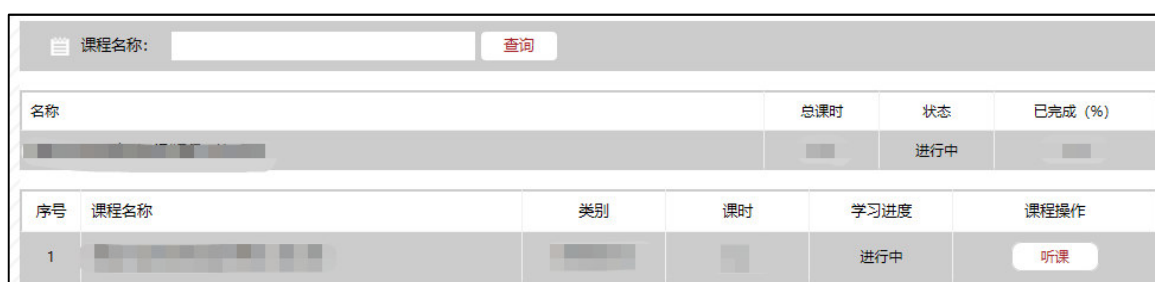 课程名称： 查询
名称 总课时 状态 已完成（%）
进行中
序号 课程名称 类别 课时 学习进度 课程操作
1 进行中 听课